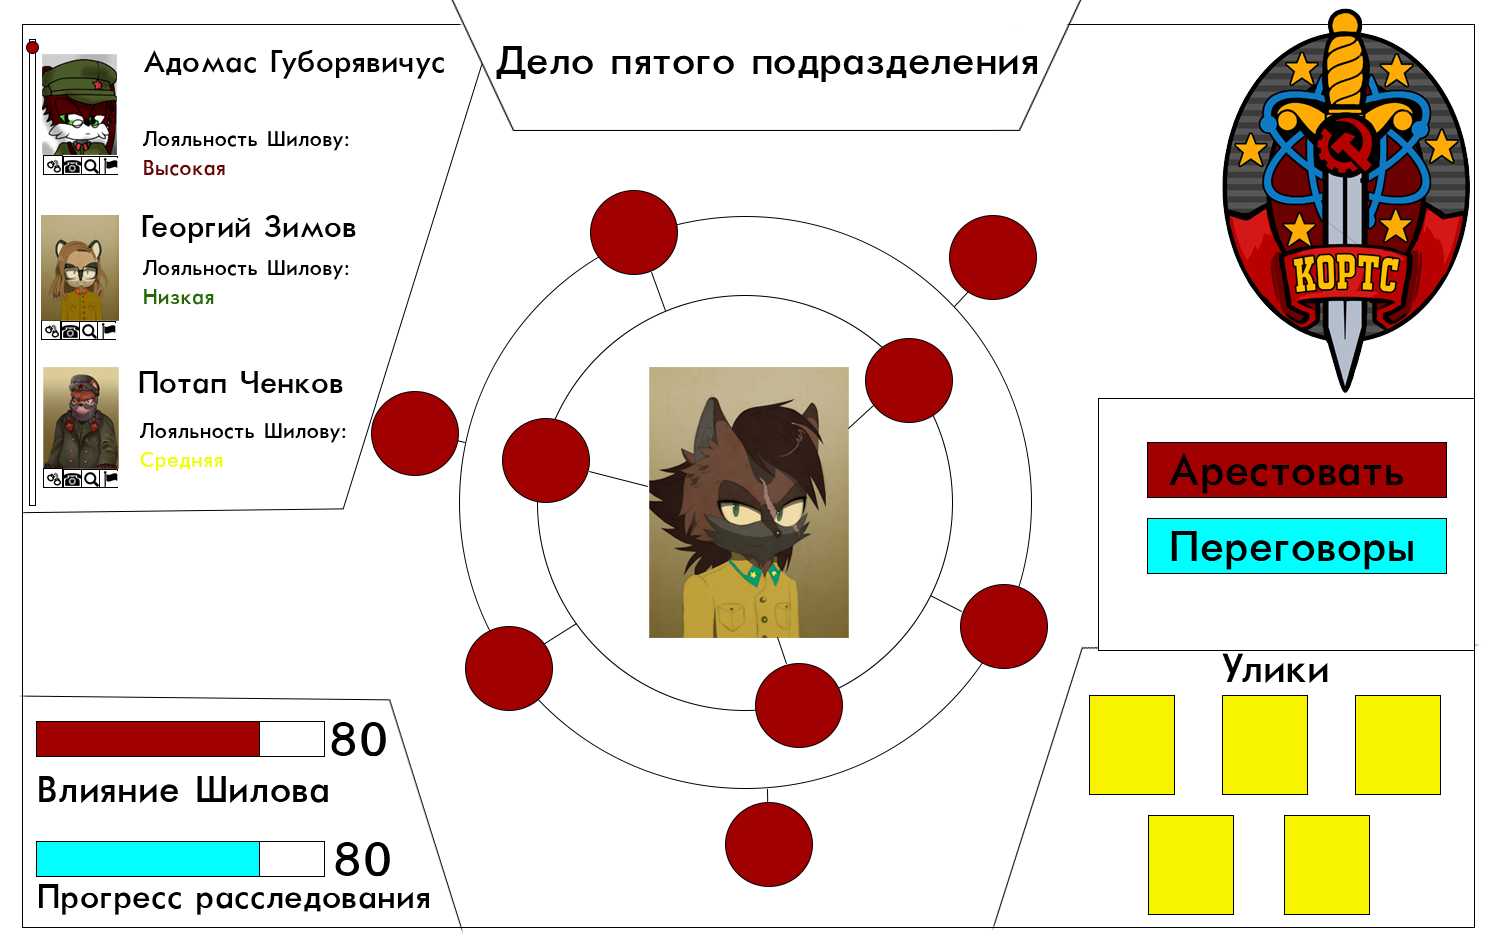 Дело пятого подразделения
Адомас Губорявичус
Лояльность Шилову:
Высокая
Георгий Зимов
Лояльность Шилову:
Низкая
Потап Ченков
Лояльность Шилову:
Средняя
КОРТС
Арестовать
Переговоры
Улики
80
Влияние Шилова
80
Прогресс расследования